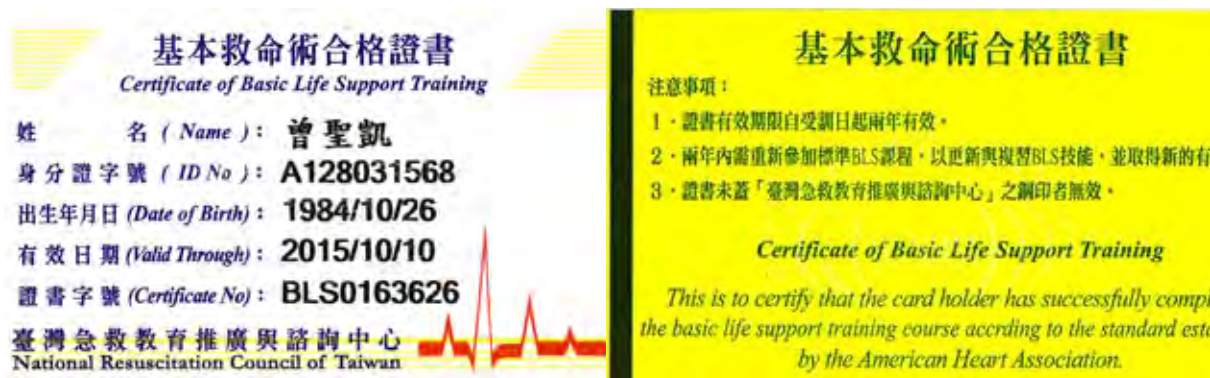 基本救命術合格證書
Certificate of Basic Life Support Training
姓 名 ( Name ): 曾聖凱
身分證字號 ( ID No ): A128031568
出生年月日 (Date of Birth): 1984/10/26
有效日期 (Valid Through): 2015/10/10
證書字號 (Certificate No): BLS0163626
臺灣急救教育推廣與諮詢中心
National Resuscitation Council of Taiwan
基本救命術合格證書
注意事項:
1、證書有效期限自受訓日起兩年有效。
2、兩年內需重新參加標準BLS課程,以更新與複習BLS技能,並取得新的有
3、證書未蓋「臺灣急救教育推廣與諮詢中心」之鋼印者無效。
Certificate of Basic Life Support Training
This is to certify that the card holder has successfully compl
the basic life support training course accrding to the standard esta
by the American Heart Association.